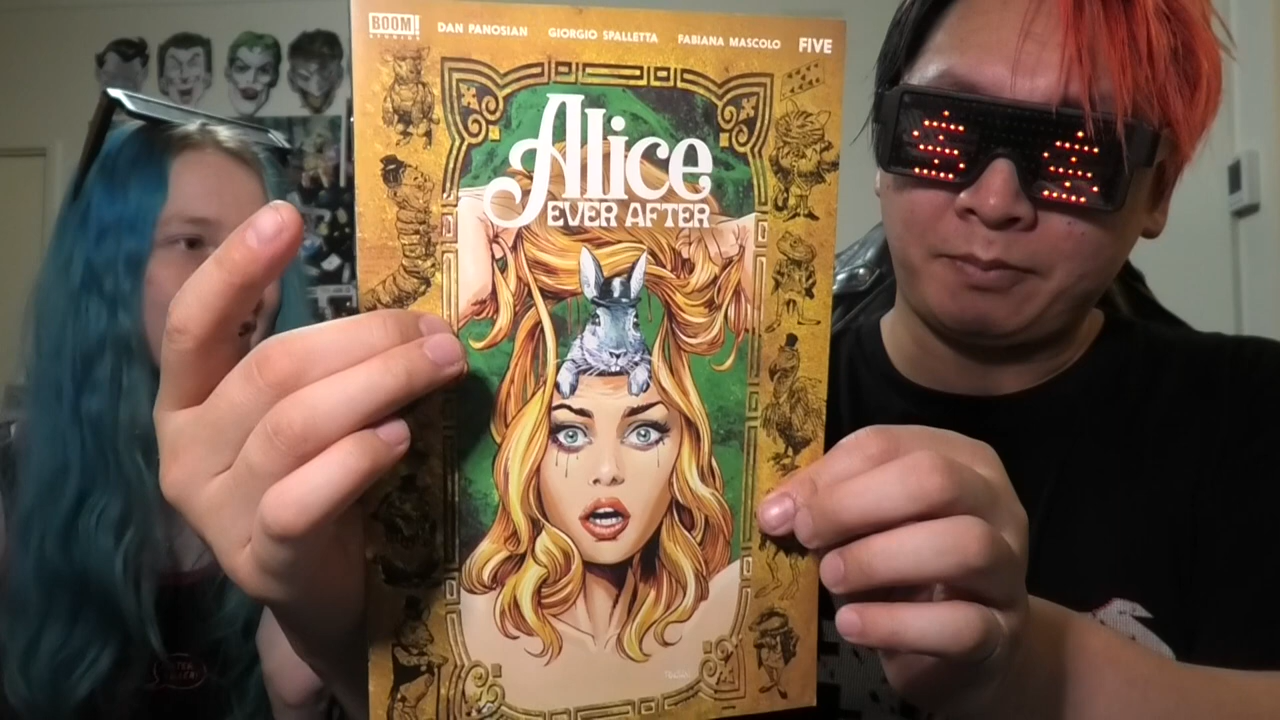 BOOM!
STUDIOS
DAN PANOSIAN GIORGIO SPALLETTA FABIANA MASCOLO FIVE
Alice
EVER AFTER